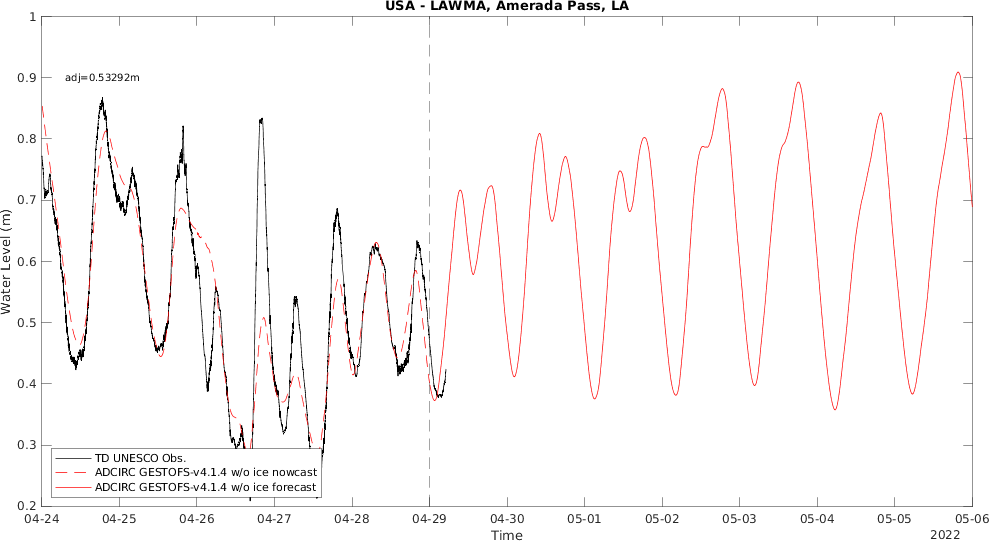 USA - LAWMA, Amerada Pass, LA
1
0.9
adj=0.53292m
0.8
0.7
0.6
0.5
0.4
0.3
0.2
Water Level (m)
TD UNESCO Obs.
ADCIRC GESTOFS-v4.1.4 w/o ice nowcast
ADCIRC GESTOFS-v4.1.4 w/o ice forecast
04-24 04-25 04-26 04-27 04-28 04-29 04-30 05-01 05-02 05-03 05-04 05-05 05-06
Time
2022